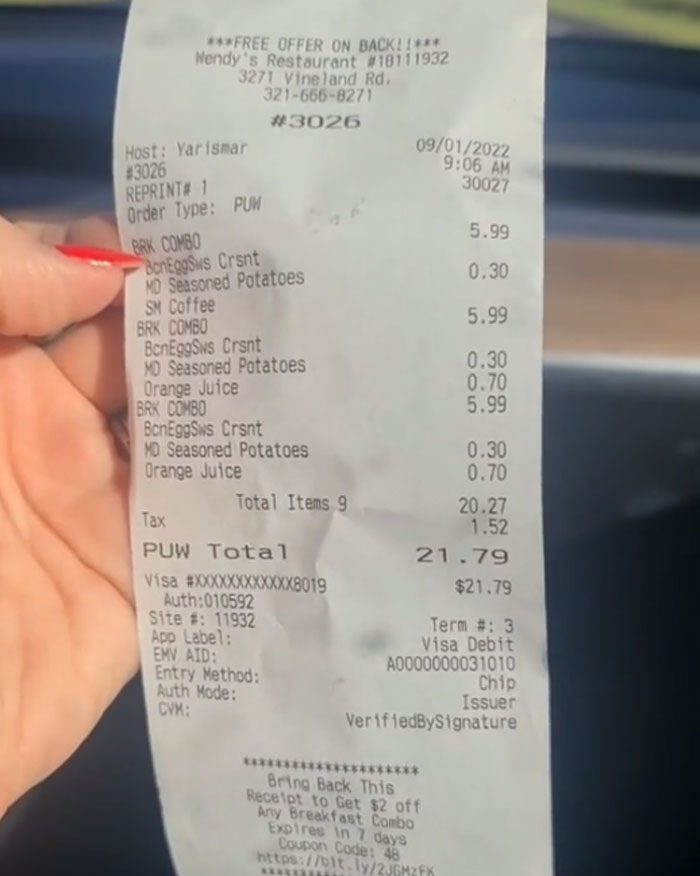 ***FREE OFFER ON BACK!!***
Wendy's Restaurant #18111932
3271 Vineland Rd.
321-666-8271
#3026
Host: Yarismar 09/01/2022
#3026 9:06 AM
REPRINT# 1 30027
Order Type: PUW
BRK COMBO 5.99
BcnEggSws Crsnt
MD Seasoned Potatoes 0.30
SM Coffee
BRK COMBO 5.99
BcnEggSws Crsnt
MD Seasoned Potatoes 0.30
Orange Juice 0.70
BRK COMBO 5.99
BcnEggSws Crsnt
MD Seasoned Potatoes 0.30
Orange Juice 0.70
Total Items 9 20.27
Tax 1.52
PUW Total 21.79
Visa #XXXXXXXXXXXX8019 $21.79
Auth:010592
Site #: 11932 Term #: 3
App Label: Visa Debit
EMV AID: A0000000031010
Entry Method: Chip
Auth Mode: Issuer
CVM: VerifiedBySignature
**********************
Bring Back This
Receipt to Get $2 off
Any Breakfast Combo
Expires in 7 days
Coupon Code: 48
https://bit.ly/2JGMzFK